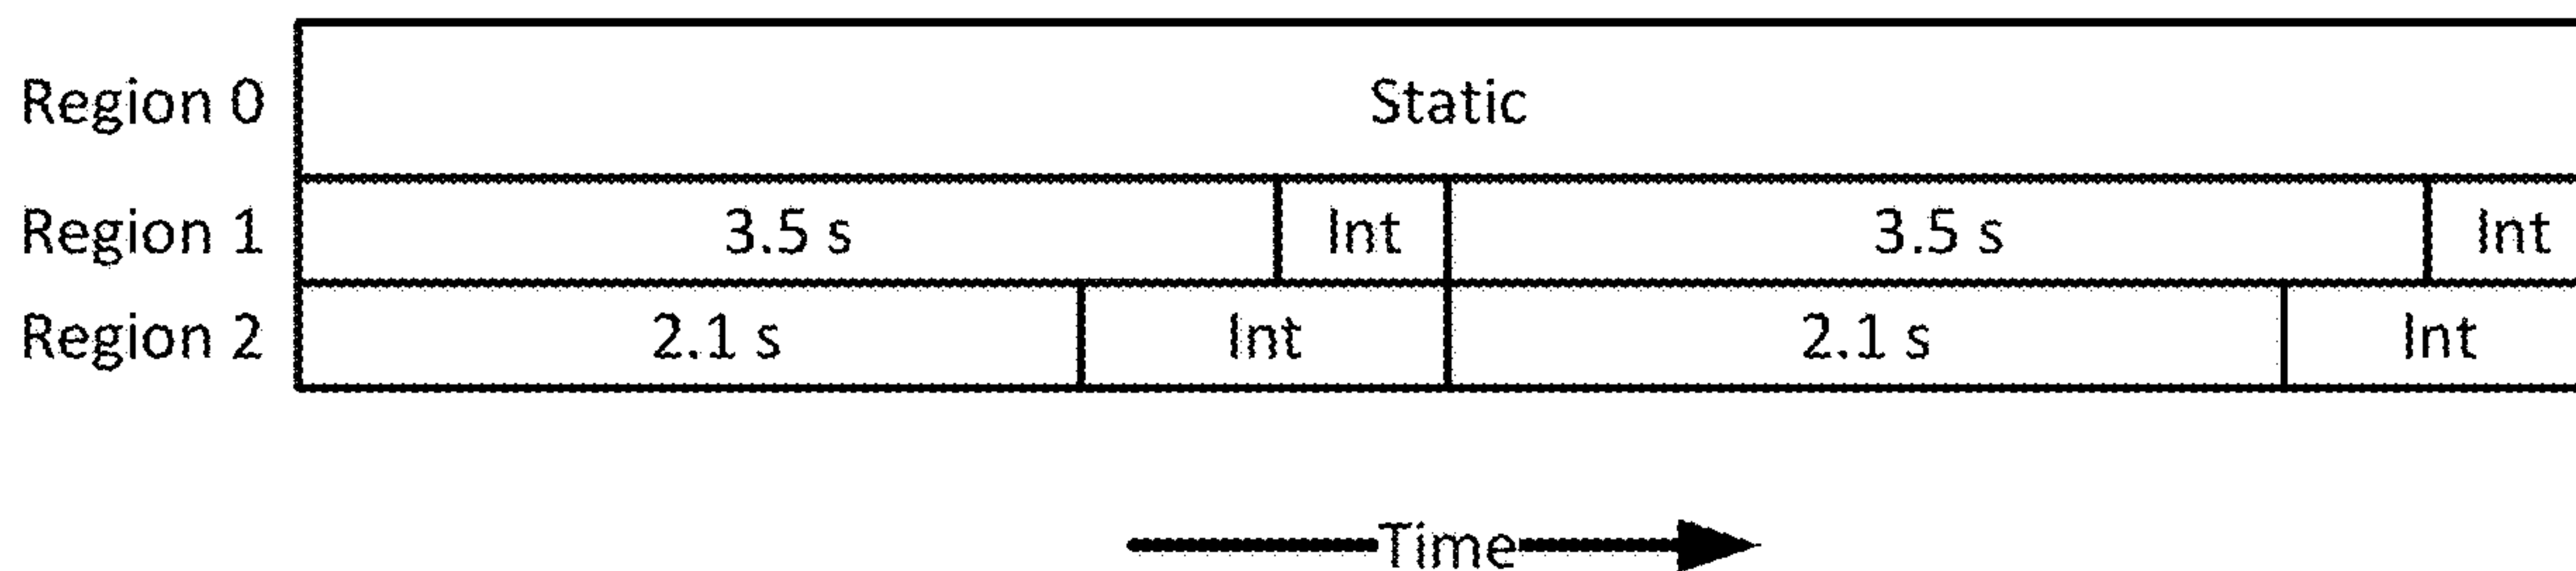 Region 0 Static
Region 1 3.5 s Int 3.5 s Int
Region 2 2.1 s Int 2.1 s Int
Time